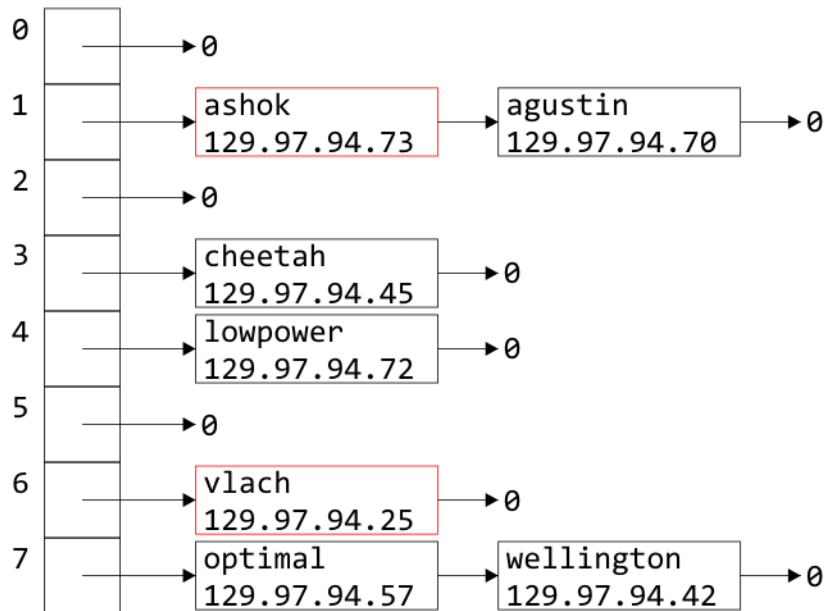 0 0
1 ashok agustin
129.97.94.73 129.97.94.70 0
2 0
3 cheetah
129.97.94.45 0
4 lowpower
129.97.94.72 0
5 0
6 vlach
129.97.94.25 0
7 optimal wellington
129.97.94.57 129.97.94.42 0